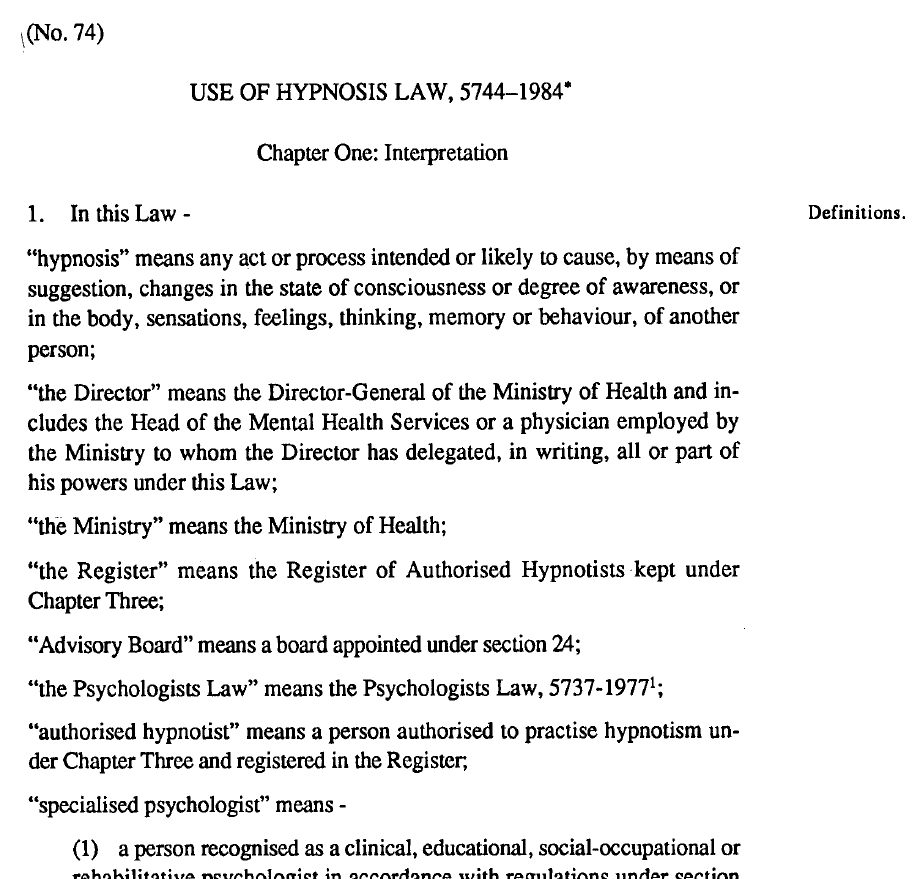 (No. 74)
USE OF HYPNOSIS LAW, 5744–1984*
Chapter One: Interpretation
1. In this Law -
Definitions.
“hypnosis” means any act or process intended or likely to cause, by means of
suggestion, changes in the state of consciousness or degree of awareness, or
in the body, sensations, feelings, thinking, memory or behaviour, of another
person;
“the Director” means the Director-General of the Ministry of Health and in-
cludes the Head of the Mental Health Services or a physician employed by
the Ministry to whom the Director has delegated, in writing, all or part of
his powers under this Law;
“the Ministry” means the Ministry of Health;
“the Register” means the Register of Authorised Hypnotists kept under
Chapter Three;
“Advisory Board” means a board appointed under section 24;
“the Psychologists Law” means the Psychologists Law, 5737-1977¹;
“authorised hypnotist” means a person authorised to practise hypnotism un-
der Chapter Three and registered in the Register;
“specialised psychologist” means -
(1) a person recognised as a clinical, educational, social-occupational or
rehabilitative psychologist in accordance with regulations under section